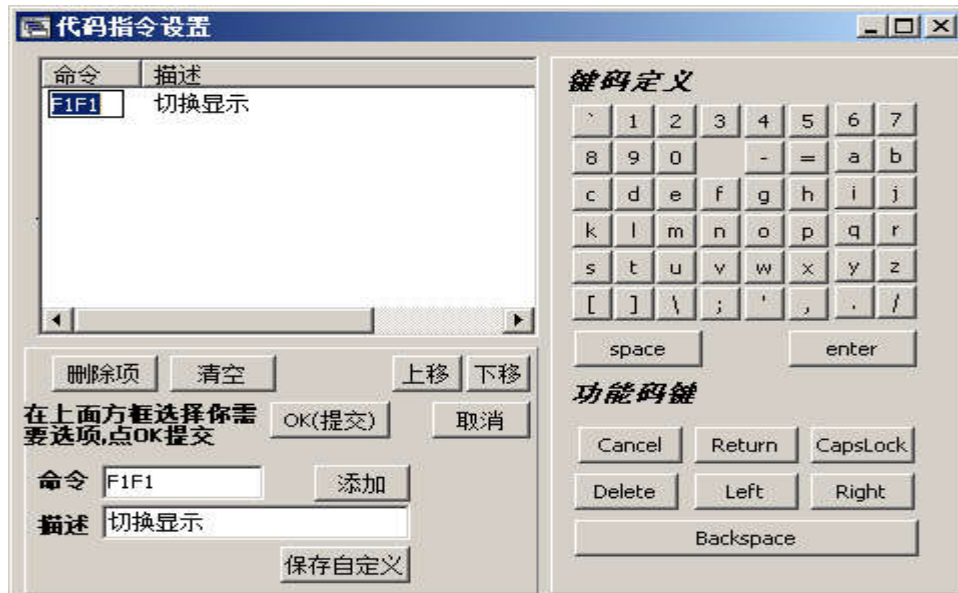 代码指令设置
命令 描述
F1F1 切换显示
删除项 清空 上移 下移
在上面方框选择你需
要选项,点OK提交
OK(提交) 取消
命令 F1F1 添加
描述 切换显示
保存自定义
键码定义
` 1 2 3 4 5 6 7
8 9 0 - = a b
c d e f g h i j
k l m n o p q r
s t u v w x y z
[ ] \ ; ' , . /
space enter
功能码键
Cancel Return CapsLock
Delete Left Right
Backspace